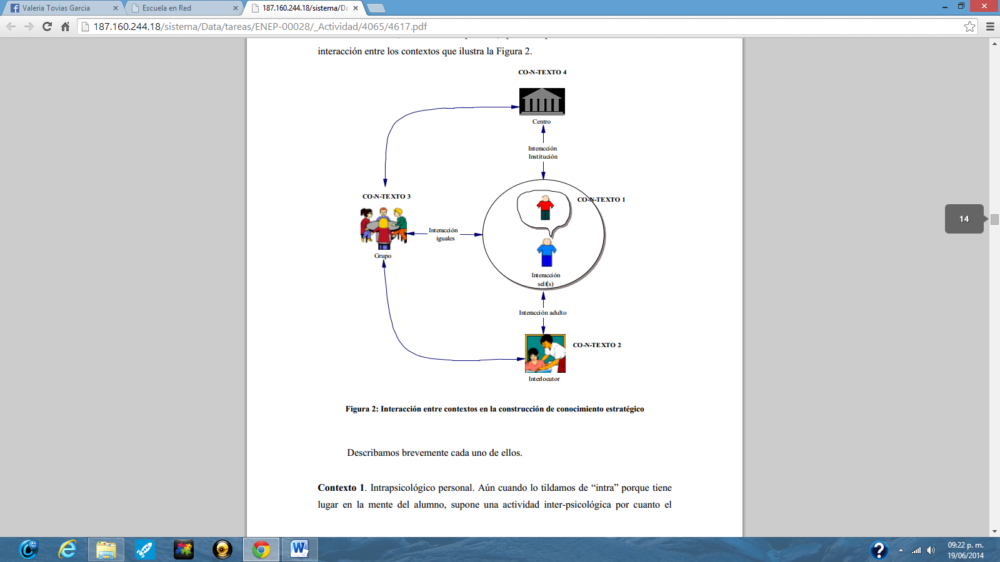 Valeria Tovias Garcia
Escuela en Red
187.160.244.18/sistema/Da
187.160.244.18/sistema/Data/tareas/ENEP-00028/_Actividad/4065/4617.pdf
interacción entre los contextos que ilustra la Figura 2.
CO-N-TEXTO 4
Centro
Interacción
Institución
CO-N-TEXTO 3
CO-N-TEXTO 1
14
Interacción
iguales
Grupo
Interacción
self(s)
Interacción adulto
CO-N-TEXTO 2
Interlocutor
Figura 2: Interacción entre contextos en la construcción de conocimiento estratégico
Describamos brevemente cada uno de ellos.
Contexto 1. Intrapsicológico personal. Aún cuando lo tildamos de “intra” porque tiene
lugar en la mente del alumno, supone una actividad inter-psicológica por cuanto el
09:22 p. m.
19/06/2014